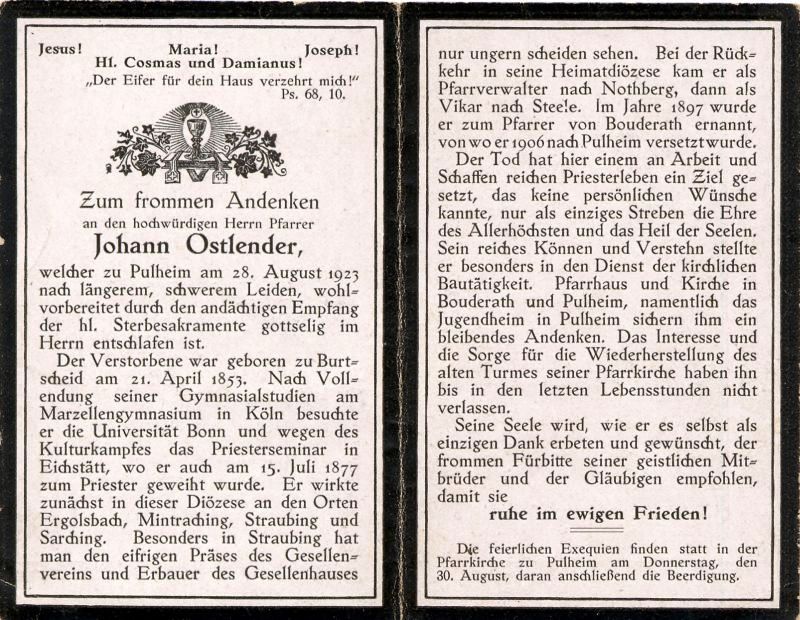 Jesus! Maria! Joseph!
Hl. Cosmas und Damianus!
„Der Eifer für dein Haus verzehrt mich!“
Ps. 68, 10.
Zum frommen Andenken
an den hochwürdigen Herrn Pfarrer
Johann Ostlender,
welcher zu Pulheim am 28. August 1923
nach längerem, schwerem Leiden, wohl-
vorbereitet durch den andächtigen Empfang
der hl. Sterbesakramente gottselig im
Herrn entschlafen ist.
Der Verstorbene war geboren zu Burt-
scheid am 21. April 1853. Nach Voll-
endung seiner Gymnasialstudien am
Marzellengymnasium in Köln besuchte
er die Universität Bonn und wegen des
Kulturkampfes das Priesterseminar in
Eichstätt, wo er auch am 15. Juli 1877
zum Priester geweiht wurde. Er wirkte
zunächst in dieser Diözese an den Orten
Ergolsbach, Mintraching, Straubing und
Sarching. Besonders in Straubing hat
man den eifrigen Präses des Gesellen-
vereins und Erbauer des Gesellenhauses
nur ungern scheiden sehen. Bei der Rück-
kehr in seine Heimatdiözese kam er als
Pfarrverwalter nach Nothberg, dann als
Vikar nach Steele. Im Jahre 1897 wurde
er zum Pfarrer von Bouderath ernannt,
von wo er 1906 nach Pulheim versetzt wurde.
Der Tod hat hier einem an Arbeit und
Schaffen reichen Priesterleben ein Ziel ge-
setzt, das keine persönlichen Wünsche
kannte, nur als einziges Streben die Ehre
des Allerhöchsten und das Heil der Seelen.
Sein reiches Können und Verstehn stellte
er besonders in den Dienst der kirchlichen
Bautätigkeit. Pfarrhaus und Kirche in
Bouderath und Pulheim, namentlich das
Jugendheim in Pulheim sichern ihm ein
bleibendes Andenken. Das Interesse und
die Sorge für die Wiederherstellung des
alten Turmes seiner Pfarrkirche haben ihn
bis in den letzten Lebensstunden nicht
verlassen.
Seine Seele wird, wie er es selbst als
einzigen Dank erbeten und gewünscht, der
frommen Fürbitte seiner geistlichen Mit-
brüder und der Gläubigen empfohlen,
damit sie
ruhe im ewigen Frieden!
Die feierlichen Exequien finden statt in der
Pfarrkirche zu Pulheim am Donnerstag, den
30. August, daran anschließend die Beerdigung.